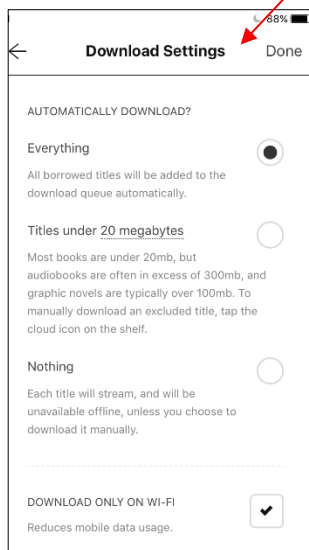 88%
Download Settings
Done
AUTOMATICALLY DOWNLOAD?
Everything
All borrowed titles will be added to the
download queue automatically.
Titles under 20 megabytes
Most books are under 20mb, but
audiobooks are often in excess of 300mb, and
graphic novels are typically over 100mb. To
manually download an excluded title, tap the
cloud icon on the shelf.
Nothing
Each title will stream, and will be
unavailable offline, unless you choose to
download it manually.
DOWNLOAD ONLY ON WI-FI
Reduces mobile data usage.